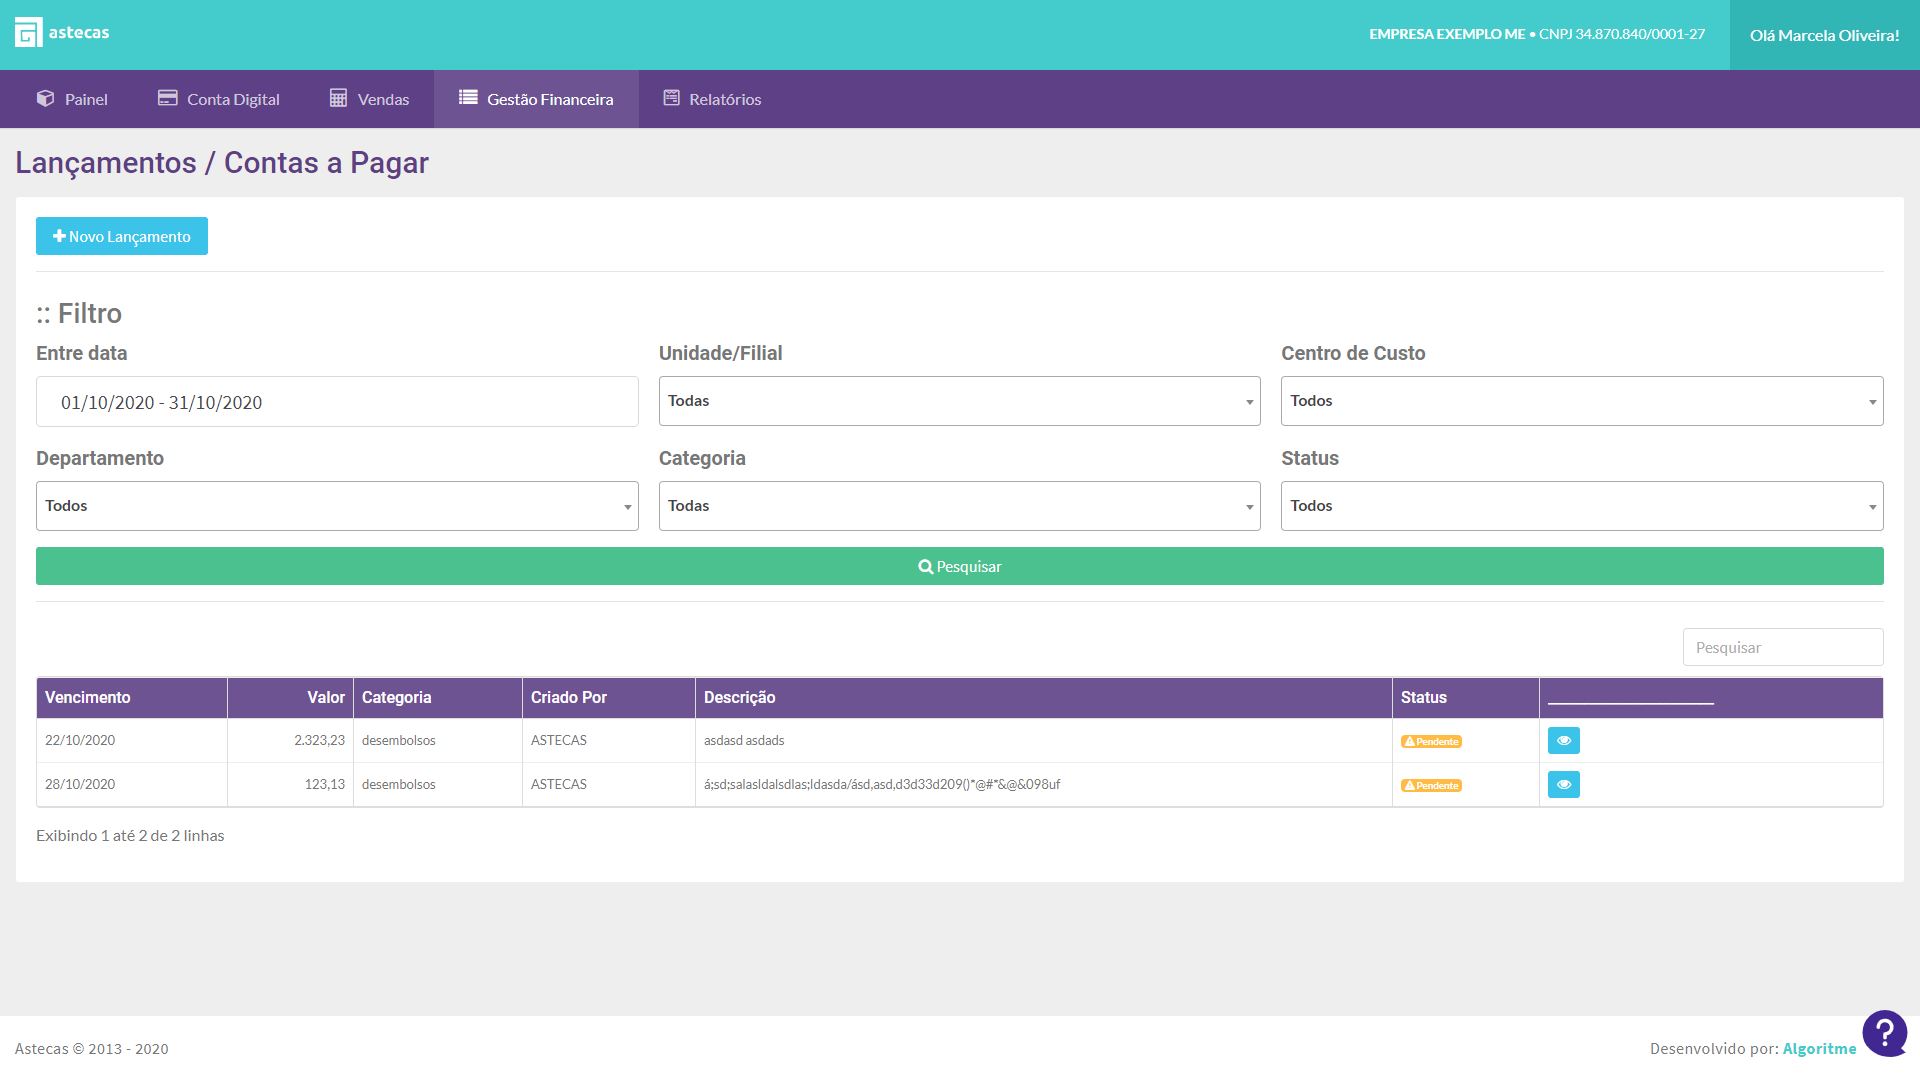 astecas
EMPRESA EXEMPLO ME • CNPJ 34.870.840/0001-27
Olá Marcela Oliveira!
Painel
Conta Digital
Vendas
Gestão Financeira
Relatórios
Lançamentos / Contas a Pagar
Novo Lançamento
:: Filtro
Entre data
Unidade/Filial
Centro de Custo
01/10/2020 - 31/10/2020
Todas
Todos
Departamento
Categoria
Status
Todos
Todas
Todos
Pesquisar
Pesquisar
Vencimento Valor Categoria Criado Por Descrição Status
22/10/2020 2.323,23 desembolsos ASTECAS asdasd asdads Pendente
28/10/2020 123,13 desembolsos ASTECAS á;sd;salasldalsdlas;ldasda/ásd,asd,d3d33d209()*@#*&@&098uf Pendente
Exibindo 1 até 2 de 2 linhas
Astecas © 2013 - 2020
Desenvolvido por: Algoritme